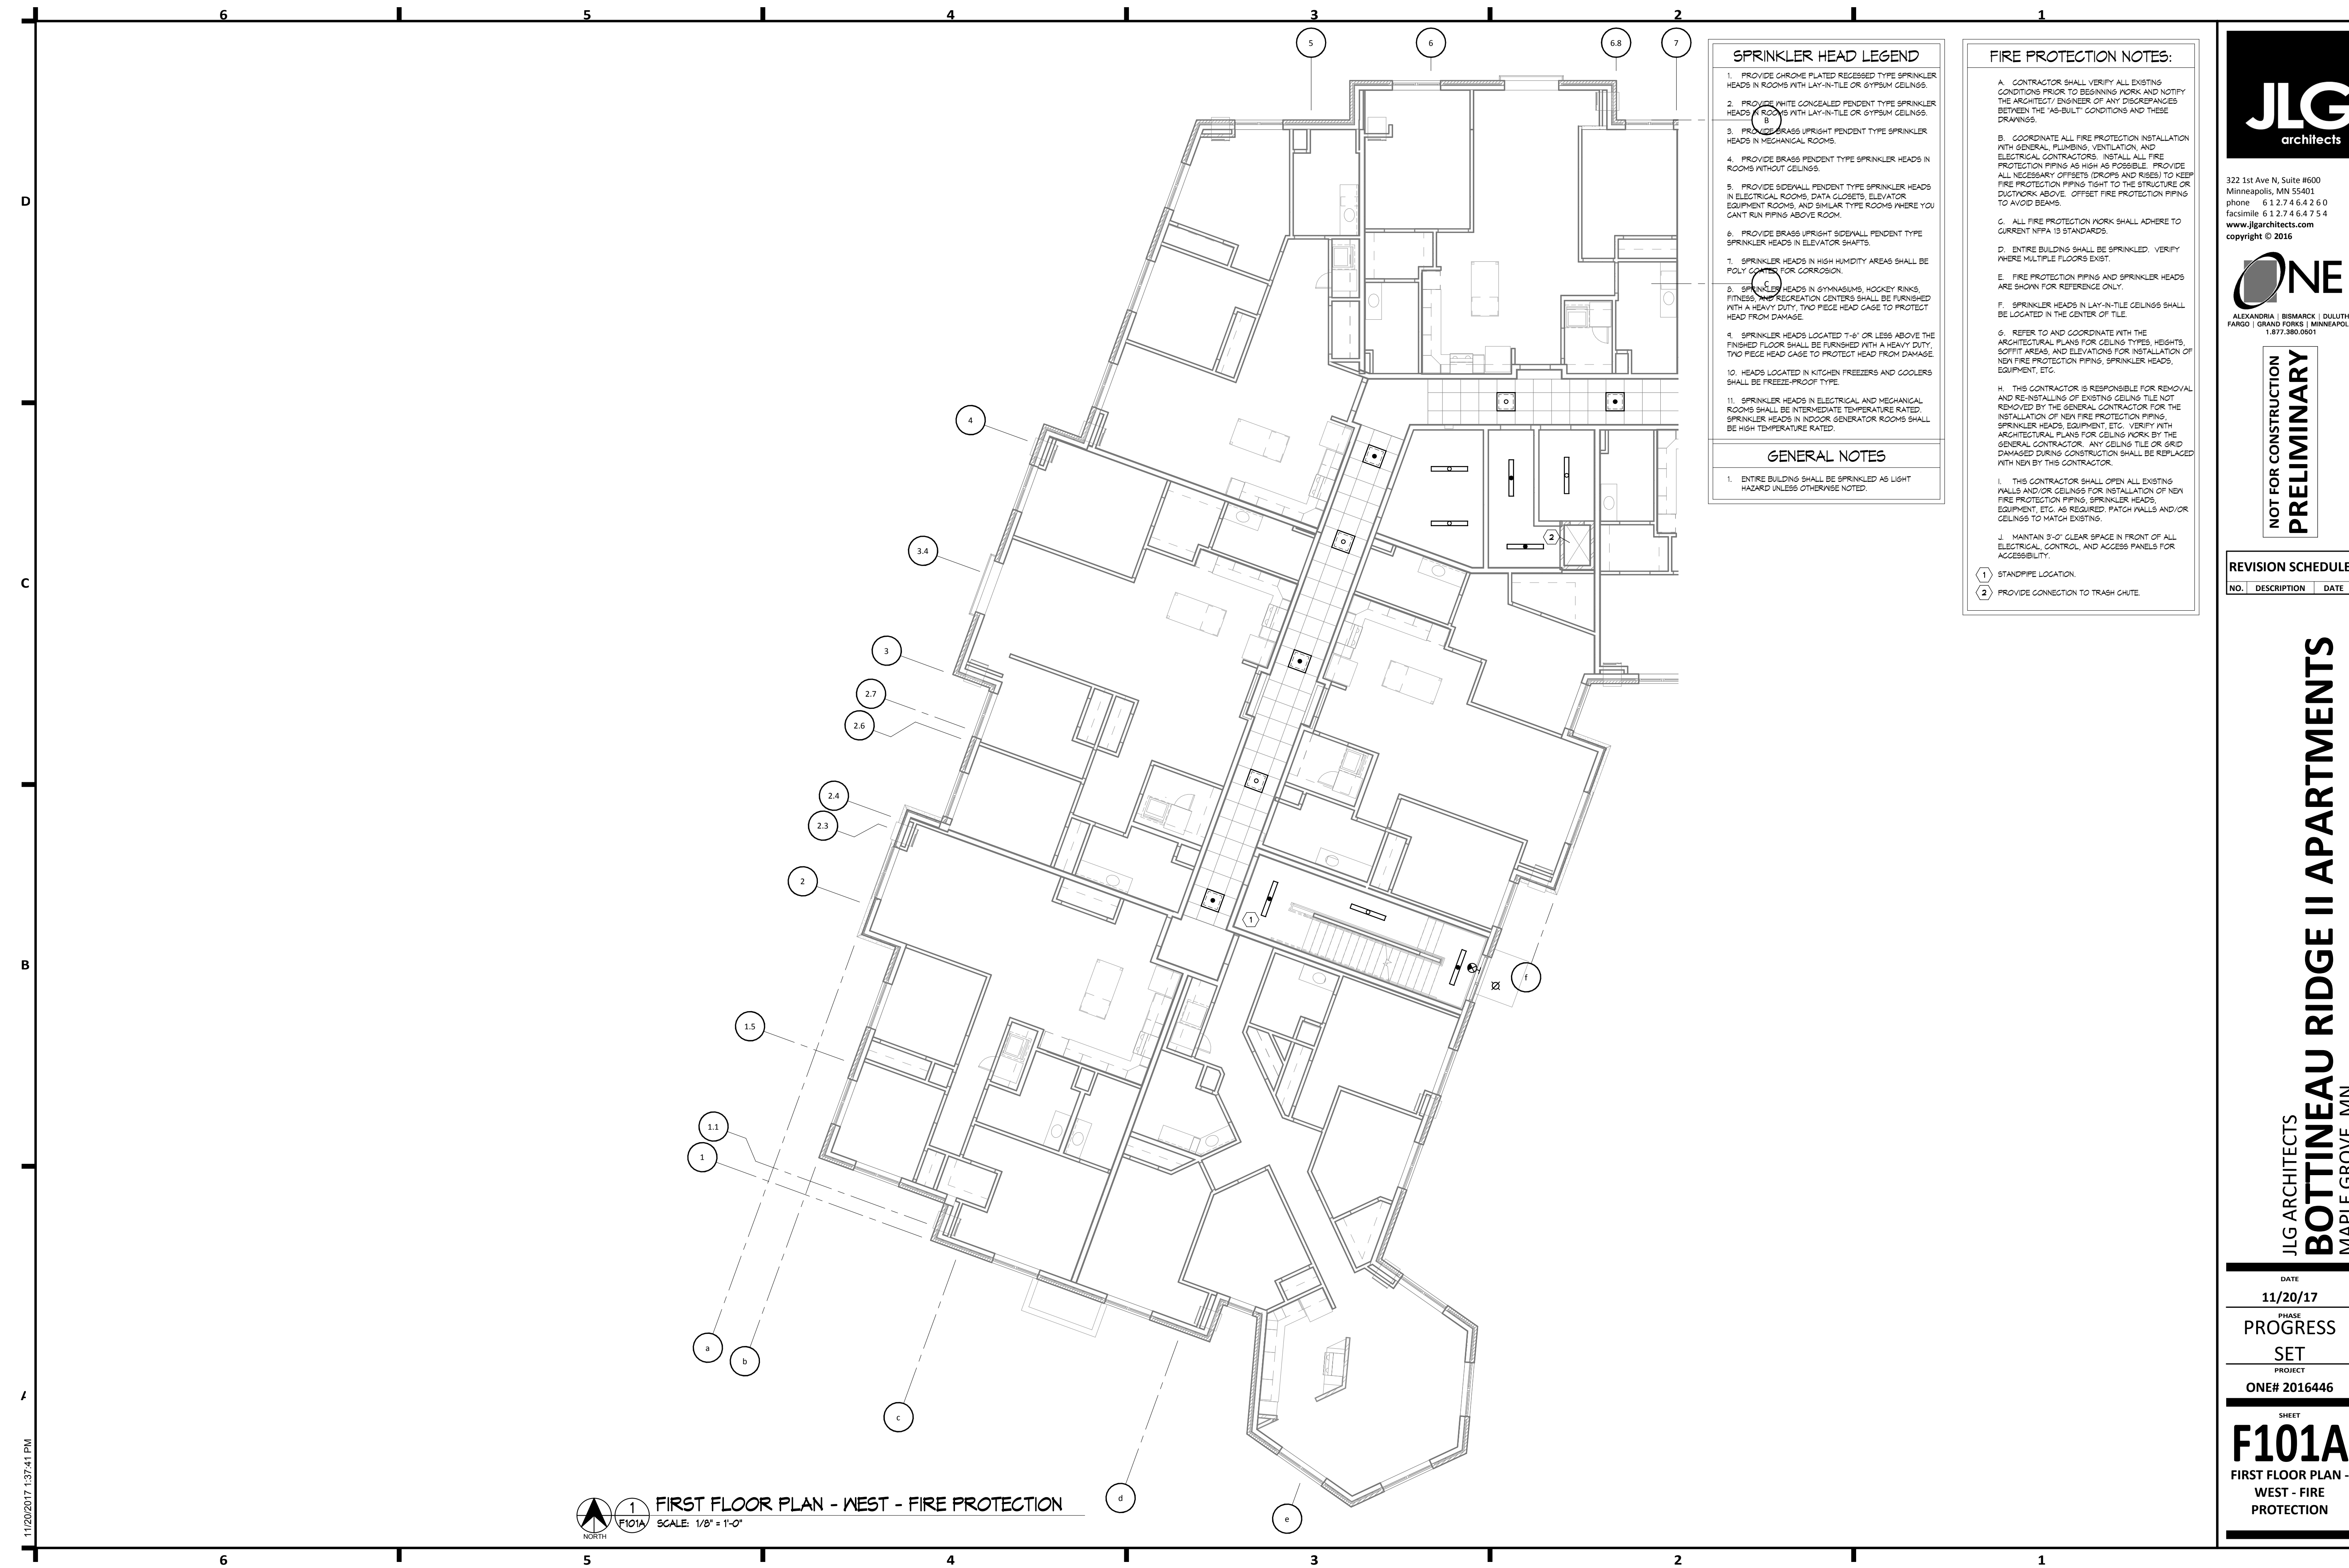 6 5 4 3 2 1
D
C
B
5 6 6.8 7
B
C
4
3.4
3
2.7
2.6
2.4
2.3
2
1.5
1.1
1
a
b
c
d
e
f
2
1
SPRINKLER HEAD LEGEND
1. PROVIDE CHROME PLATED RECESSED TYPE SPRINKLER
HEADS IN ROOMS WITH LAY-IN-TILE OR GYPSUM CEILINGS.
2. PROVIDE WHITE CONCEALED PENDENT TYPE SPRINKLER
HEADS IN ROOMS WITH LAY-IN-TILE OR GYPSUM CEILINGS.
3. PROVIDE BRASS UPRIGHT PENDENT TYPE SPRINKLER
HEADS IN MECHANICAL ROOMS.
4. PROVIDE BRASS PENDENT TYPE SPRINKLER HEADS IN
ROOMS WITHOUT CEILINGS.
5. PROVIDE SIDEWALL PENDENT TYPE SPRINKLER HEADS
IN ELECTRICAL ROOMS, DATA CLOSETS, ELEVATOR
EQUIPMENT ROOMS, AND SIMILAR TYPE ROOMS WHERE YOU
CAN'T RUN PIPING ABOVE ROOM.
6. PROVIDE BRASS UPRIGHT SIDEWALL PENDENT TYPE
SPRINKLER HEADS IN ELEVATOR SHAFTS.
7. SPRINKLER HEADS IN HIGH HUMIDITY AREAS SHALL BE
POLY COATED FOR CORROSION.
8. SPRINKLER HEADS IN GYMNASIUMS, HOCKEY RINKS,
FITNESS, AND RECREATION CENTERS SHALL BE FURNISHED
WITH A HEAVY DUTY, TWO PIECE HEAD CAGE TO PROTECT
HEAD FROM DAMAGE.
9. SPRINKLER HEADS LOCATED 7'-6" OR LESS ABOVE THE
FINISHED FLOOR SHALL BE FURNISHED WITH A HEAVY DUTY,
TWO PIECE HEAD CAGE TO PROTECT HEAD FROM DAMAGE.
10. HEADS LOCATED IN KITCHEN FREEZERS AND COOLERS
SHALL BE FREEZE-PROOF TYPE.
11. SPRINKLER HEADS IN ELECTRICAL AND MECHANICAL
ROOMS SHALL BE INTERMEDIATE TEMPERATURE RATED.
SPRINKLER HEADS IN INDOOR GENERATOR ROOMS SHALL
BE HIGH TEMPERATURE RATED.
GENERAL NOTES
1. ENTIRE BUILDING SHALL BE SPRINKLED AS LIGHT
HAZARD UNLESS OTHERWISE NOTED.
FIRE PROTECTION NOTES:
A. CONTRACTOR SHALL VERIFY ALL EXISTING
CONDITIONS PRIOR TO BEGINNING WORK AND NOTIFY
THE ARCHITECT/ ENGINEER OF ANY DISCREPANCIES
BETWEEN THE "AS-BUILT" CONDITIONS AND THESE
DRAWINGS.
B. COORDINATE ALL FIRE PROTECTION INSTALLATION
WITH GENERAL, PLUMBING, VENTILATION, AND
ELECTRICAL CONTRACTORS. INSTALL ALL FIRE
PROTECTION PIPING AS HIGH AS POSSIBLE. PROVIDE
ALL NECESSARY OFFSETS (DROPS AND RISES) TO KEEP
FIRE PROTECTION PIPING TIGHT TO THE STRUCTURE OR
DUCTWORK ABOVE. OFFSET FIRE PROTECTION PIPING
TO AVOID BEAMS.
C. ALL FIRE PROTECTION WORK SHALL ADHERE TO
CURRENT NFPA 13 STANDARDS.
D. ENTIRE BUILDING SHALL BE SPRINKLED. VERIFY
WHERE MULTIPLE FLOORS EXIST.
E. FIRE PROTECTION PIPING AND SPRINKLER HEADS
ARE SHOWN FOR REFERENCE ONLY.
F. SPRINKLER HEADS IN LAY-IN-TILE CEILINGS SHALL
BE LOCATED IN THE CENTER OF TILE.
G. REFER TO AND COORDINATE WITH THE
ARCHITECTURAL PLANS FOR CEILING TYPES, HEIGHTS,
SOFFIT AREAS, AND ELEVATIONS FOR INSTALLATION OF
NEW FIRE PROTECTION PIPING, SPRINKLER HEADS,
EQUIPMENT, ETC.
H. THIS CONTRACTOR IS RESPONSIBLE FOR REMOVAL
AND RE-INSTALLING OF EXISTING CEILING TILE NOT
REMOVED BY THE GENERAL CONTRACTOR FOR THE
INSTALLATION OF NEW FIRE PROTECTION PIPING,
SPRINKLER HEADS, EQUIPMENT, ETC. VERIFY WITH
ARCHITECTURAL PLANS FOR CEILING WORK BY THE
GENERAL CONTRACTOR. ANY CEILING TILE OR GRID
DAMAGED DURING CONSTRUCTION SHALL BE REPLACED
WITH NEW BY THIS CONTRACTOR.
I. THIS CONTRACTOR SHALL OPEN ALL EXISTING
WALLS AND/OR CEILINGS FOR INSTALLATION OF NEW
FIRE PROTECTION PIPING, SPRINKLER HEADS,
EQUIPMENT, ETC. AS REQUIRED. PATCH WALLS AND/OR
CEILINGS TO MATCH EXISTING.
J. MAINTAIN 3'-0" CLEAR SPACE IN FRONT OF ALL
ELECTRICAL, CONTROL, AND ACCESS PANELS FOR
ACCESSIBILITY.
1 STANDPIPE LOCATION.
2 PROVIDE CONNECTION TO TRASH CHUTE.
JLG
architects
322 1st Ave N, Suite #600
Minneapolis, MN 55401
phone 6 1 2.7 4 6.4 2 6 0
facsimile 6 1 2.7 4 6.4 7 5 4
www.jlgarchitects.com
copyright © 2016
ONE
ALEXANDRIA | BISMARCK | DULUTH
FARGO | GRAND FORKS |
1.877.380.0601
NOT FOR CONSTRUCTION
PRELIMINARY
REVISION SCHEDULE
NO. DESCRIPTION DATE
JLG ARCHITECTS
BOTTINEAU RIDGE II APARTMENTS
MAPLE GROVE, MN
DATE
11/20/17
PHASE
PROGRESS
SET
PROJECT
ONE# 2016446
SHEET
F101A
FIRST FLOOR PLAN -
WEST - FIRE
PROTECTION
11/20/2017 1:37:41 PM
NORTH
1
F101A
FIRST FLOOR PLAN - WEST - FIRE PROTECTION
SCALE: 1/8" = 1'-0"
6 5 4 3 2 1